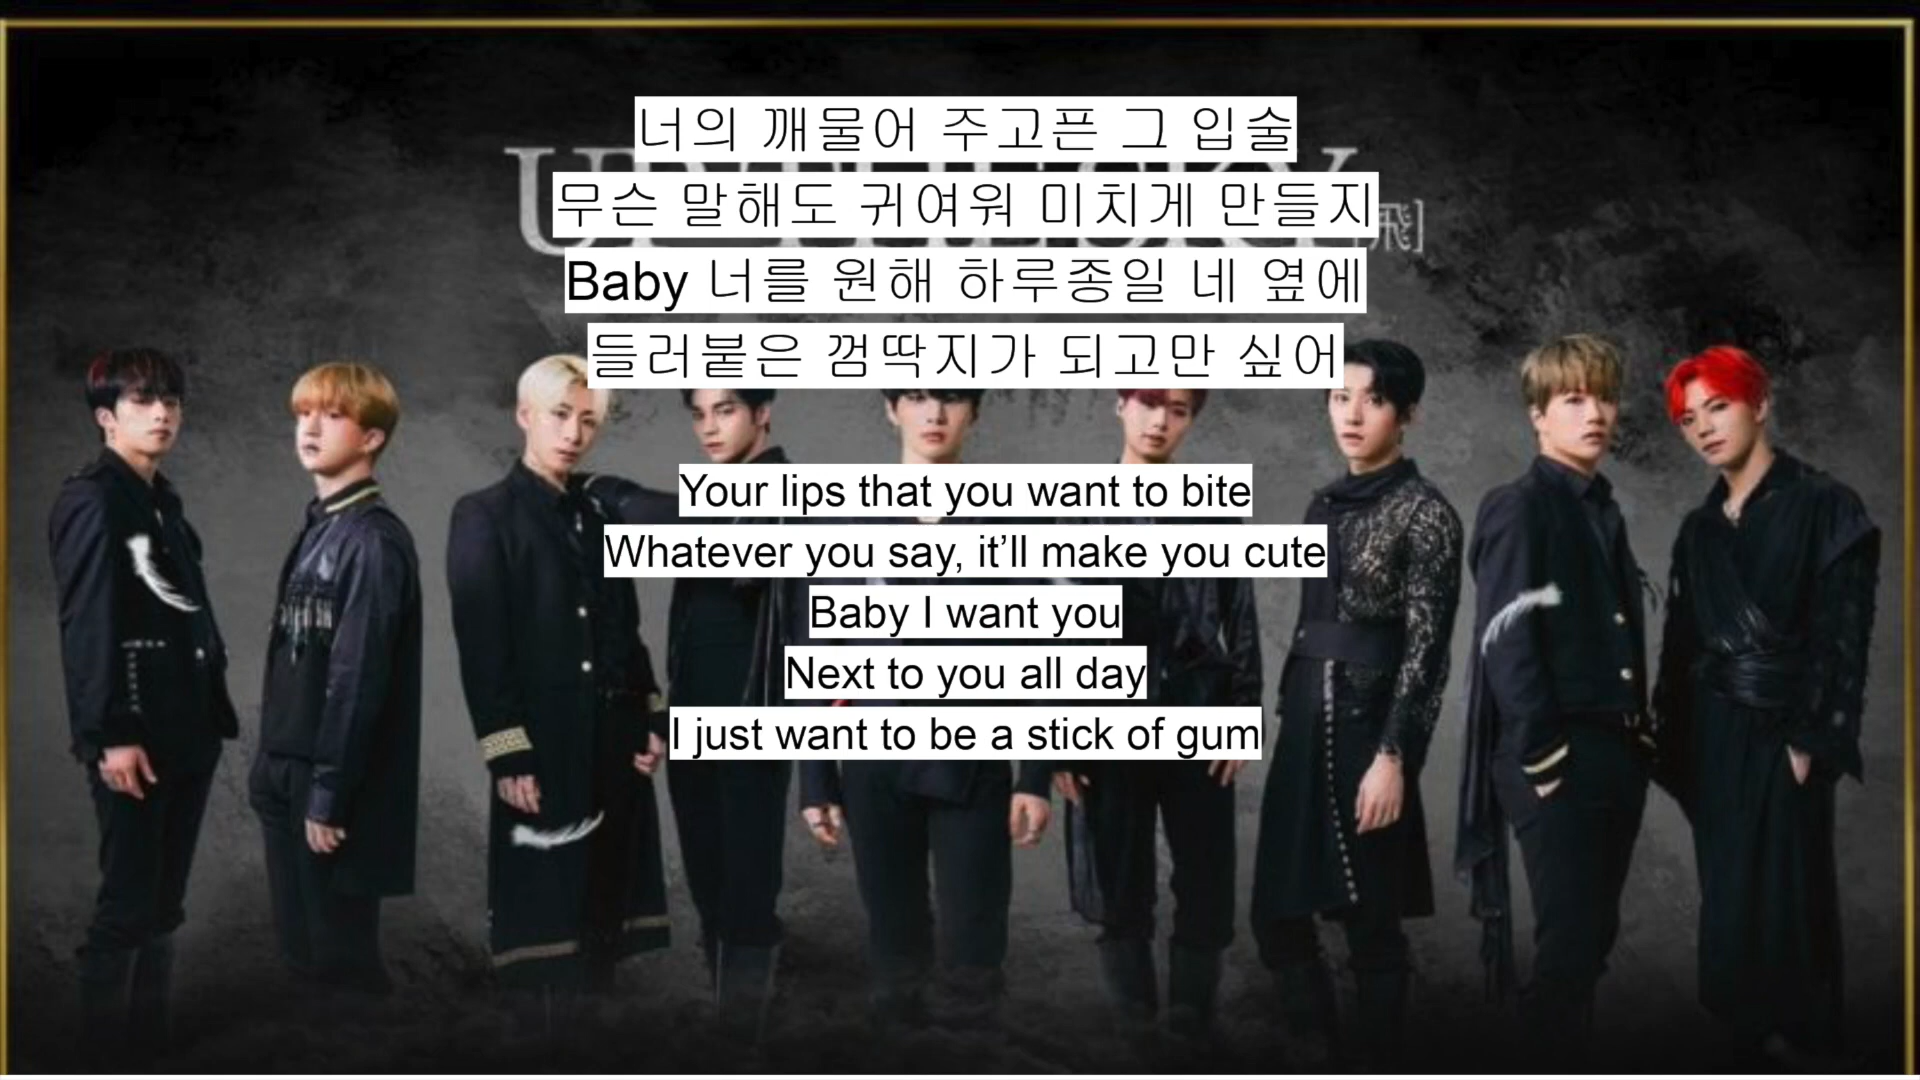 너의 깨물어 주고픈 그 입술
무슨 말해도 귀여워 미치게 만들지
Baby 너를 원해 하루종일 네 옆에
들러붙은 껌딱지가 되고만 싶어
Your lips that you want to bite
Whatever you say, it’ll make you cute
Baby I want you
Next to you all day
I just want to be a stick of gum